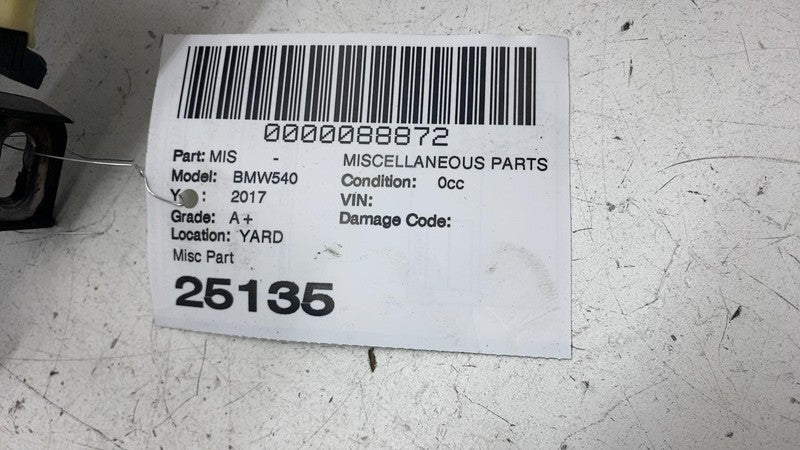 0000088872
Part: MIS - MISCELLANEOUS PARTS
Model: BMW540 Condition: 0cc
Y : 2017 VIN:
Grade: A+ Damage Code:
Location: YARD
Misc Part
25135